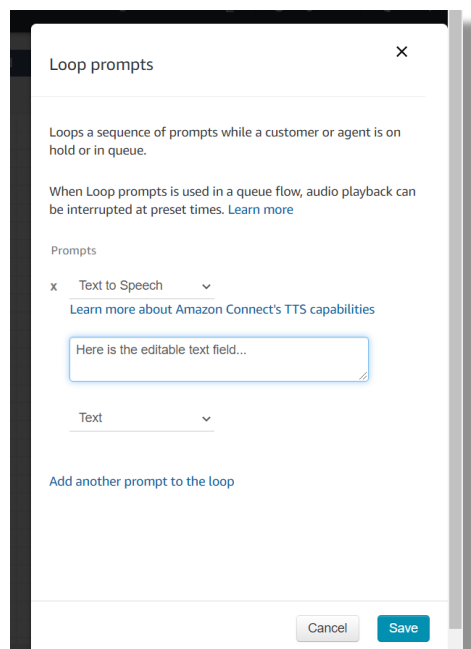 Loop prompts
Loops a sequence of prompts while a customer or agent is on
hold or in queue.
When Loop prompts is used in a queue flow, audio playback can
be interrupted at preset times. Learn more
Prompts
x Text to Speech
Learn more about Amazon Connect's TTS capabilities
Here is the editable text field...
Text
Add another prompt to the loop
Cancel Save